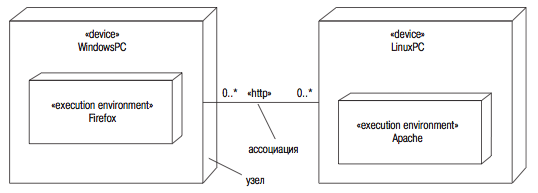 «device»
WindowsPC
«execution environment»
Firefox
0..* «http» 0..*
ассоциация
узел
«device»
LinuxPC
«execution environment»
Apache